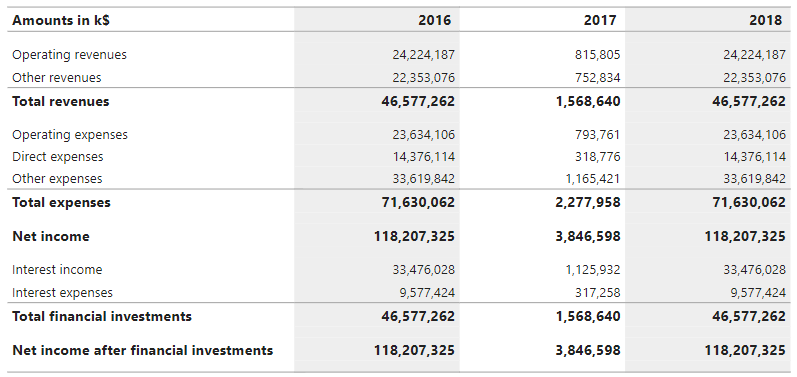 Amounts in k$ 2016 2017 2018
Operating revenues 24,224,187 815,805 24,224,187
Other revenues 22,353,076 752,834 22,353,076
Total revenues 46,577,262 1,568,640 46,577,262
Operating expenses 23,634,106 793,761 23,634,106
Direct expenses 14,376,114 318,776 14,376,114
Other expenses 33,619,842 1,165,421 33,619,842
Total expenses 71,630,062 2,277,958 71,630,062
Net income 118,207,325 3,846,598 118,207,325
Interest income 33,476,028 1,125,932 33,476,028
Interest expenses 9,577,424 317,258 9,577,424
Total financial investments 46,577,262 1,568,640 46,577,262
Net income after financial investments 118,207,325 3,846,598 118,207,325